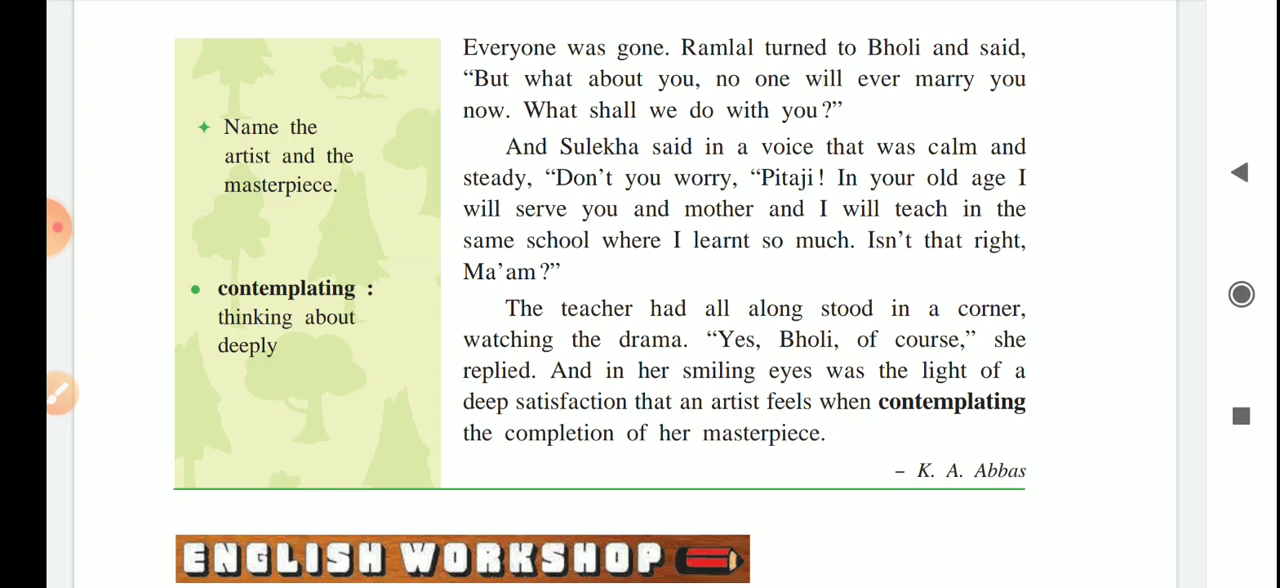 Everyone was gone. Ramlal turned to Bholi and said,
“But what about you, no one will ever marry you
now. What shall we do with you?”
And Sulekha said in a voice that was calm and
steady, “Don’t you worry, “Pitaji! In your old age I
will serve you and mother and I will teach in the
same school where I learnt so much. Isn’t that right,
Ma’am?”
The teacher had all along stood in a corner,
watching the drama. “Yes, Bholi, of course,” she
replied. And in her smiling eyes was the light of a
deep satisfaction that an artist feels when contemplating
the completion of her masterpiece.
– K. A. Abbas
✦ Name the
artist and the
masterpiece.
• contemplating :
thinking about
deeply
ENGLISH WORKSHOP